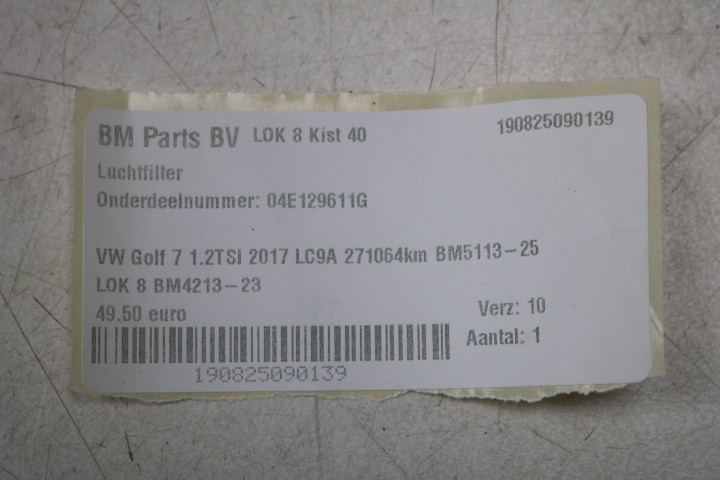 BM Parts BV LOK 8 Kist 40 190825090139
Luchtfilter
Onderdeelnummer: 04E129611G
VW Golf 7 1.2TSI 2017 LC9A 271064km BM5113-25
LOK 8 BM4213-23
49.50 euro Verz: 10
Aantal: 1
190825090139